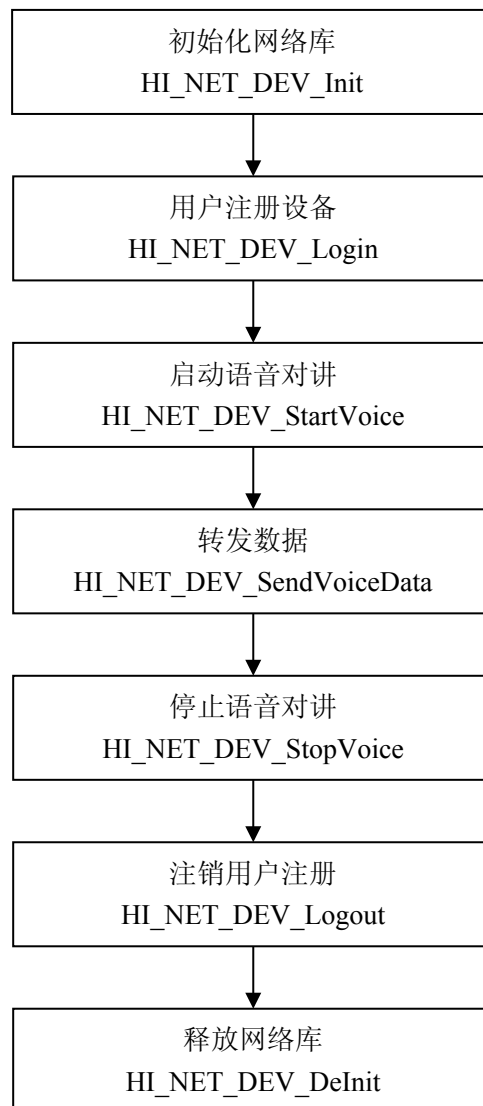 初始化网络库
HI_NET_DEV_Init
用户注册设备
HI_NET_DEV_Login
启动语音对讲
HI_NET_DEV_StartVoice
转发数据
HI_NET_DEV_SendVoiceData
停止语音对讲
HI_NET_DEV_StopVoice
注销用户注册
HI_NET_DEV_Logout
释放网络库
HI_NET_DEV_DeInit